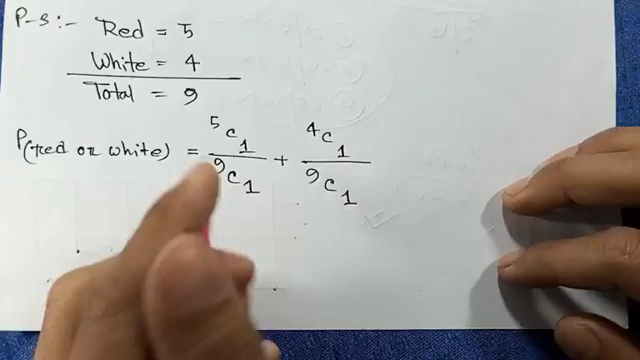 P-3:- Red = 5
White = 4
Total = 9
P(red or white) = ⁵C₁/⁹C₁ + ⁴C₁/⁹C₁